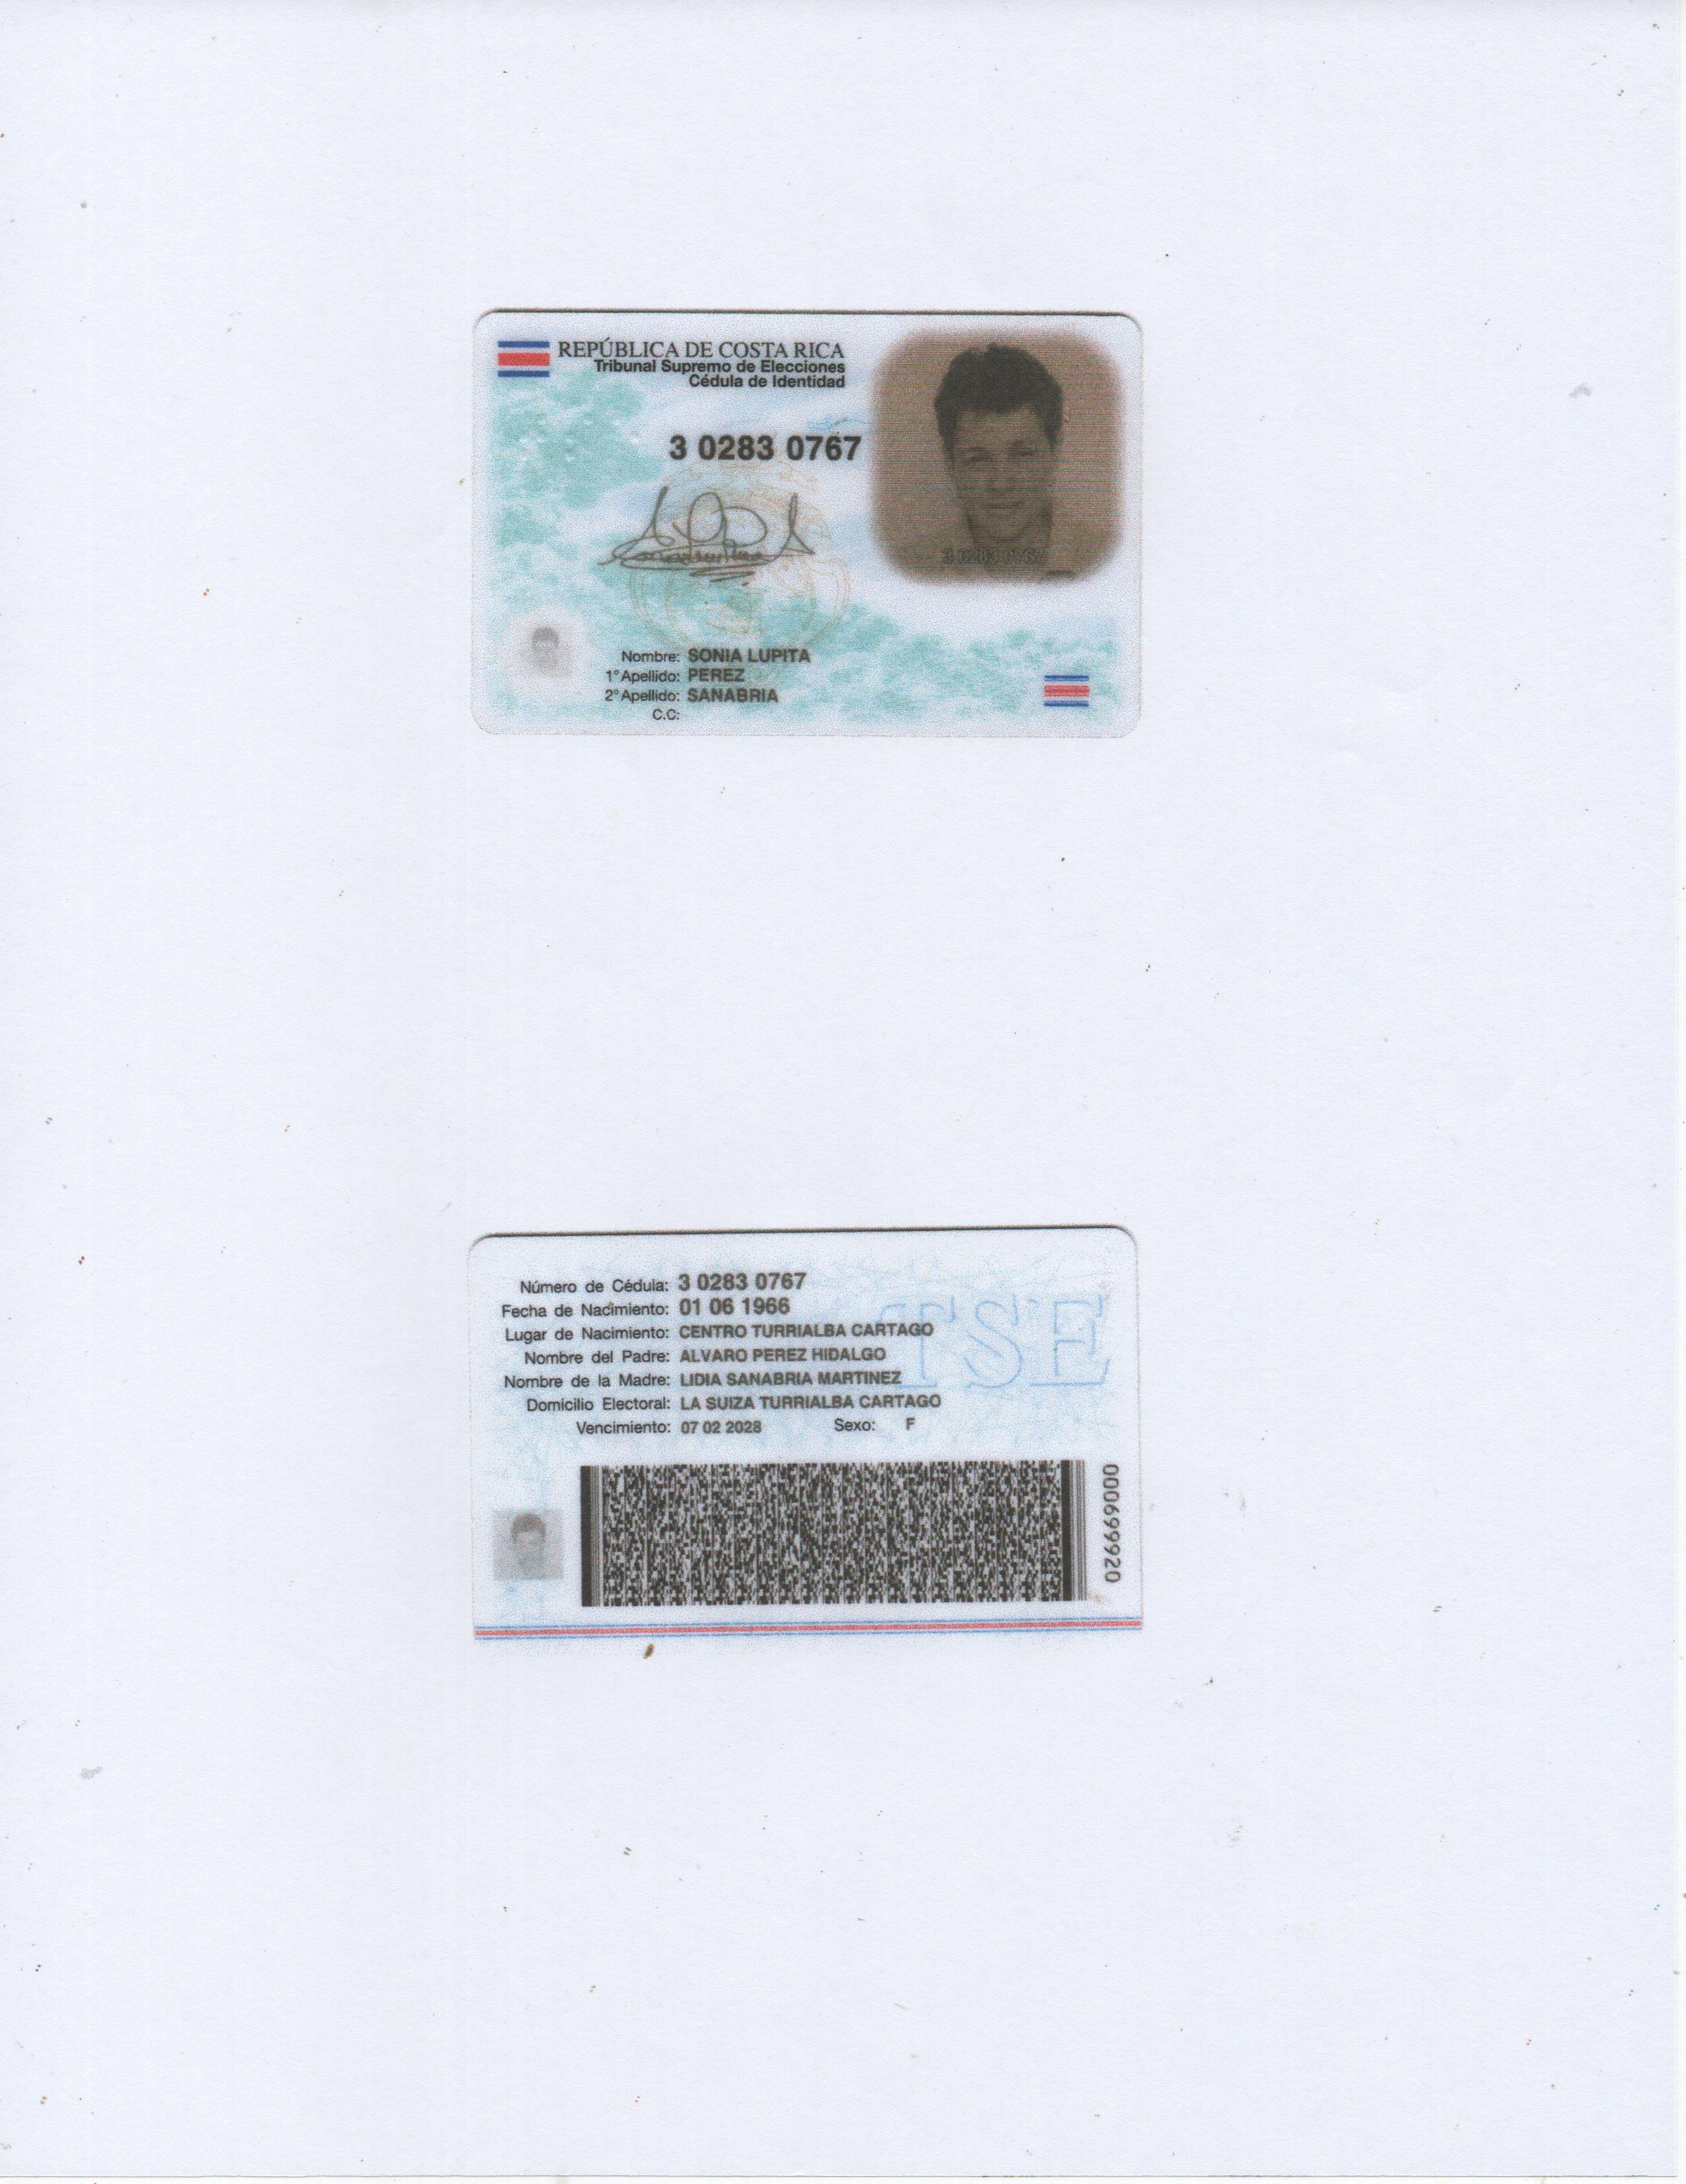 REPÚBLICA DE COSTA RICA
Tribunal Supremo de Elecciones
Cédula de Identidad
3 0283 0767
3 0283 0767
Nombre: SONIA LUPITA
1° Apellido: PEREZ
2° Apellido: SANABRIA
C.C:
TSE
Número de Cédula: 3 0283 0767
Fecha de Nacimiento: 01 06 1966
Lugar de Nacimiento: CENTRO TURRIALBA CARTAGO
Nombre del Padre: ALVARO PEREZ HIDALGO
Nombre de la Madre: LIDIA SANABRIA MARTINEZ
Domicilio Electoral: LA SUIZA TURRIALBA CARTAGO
Vencimiento: 07 02 2028 Sexo: F
000699920